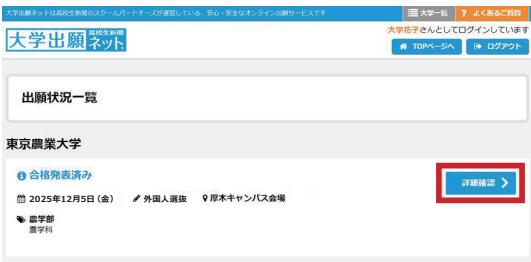 大学出願ネットは高校生新聞のスクールパートナーズが運営している、安心・安全なオンライン出願サービスです
大学一覧
? よくあるご質問
大学出願 高校生新聞 ネット
大学花子さんとしてログインしています
TOPページへ
ログアウト
出願状況一覧
東京農業大学
合格発表済み
詳細確認
2025年12月5日(金) 外国人選抜 厚木キャンパス会場
農学部
農学科